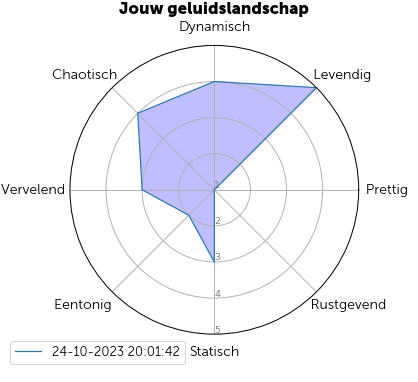 Jouw geluidslandschap
Dynamisch
Chaotisch
Levendig
Vervelend
1
Prettig
2
3
4
Eentonig
Rustgevend
5
24-10-2023 20:01:42
Statisch